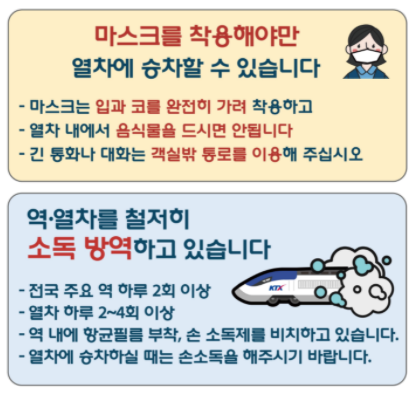 마스크를 착용해야만
열차에 승차할 수 있습니다
- 마스크는 입과 코를 완전히 가려 착용하고
- 열차 내에서 음식물을 드시면 안됩니다
- 긴 통화나 대화는 객실밖 통로를 이용해 주십시오
역·열차를 철저히
소독 방역하고 있습니다
- 전국 주요 역 하루 2회 이상
- 열차 하루 2~4회 이상
- 역 내에 항균필름 부착, 손 소독제를 비치하고 있습니다.
- 열차에 승차하실 때는 손소독을 해주시기 바랍니다.
KTX